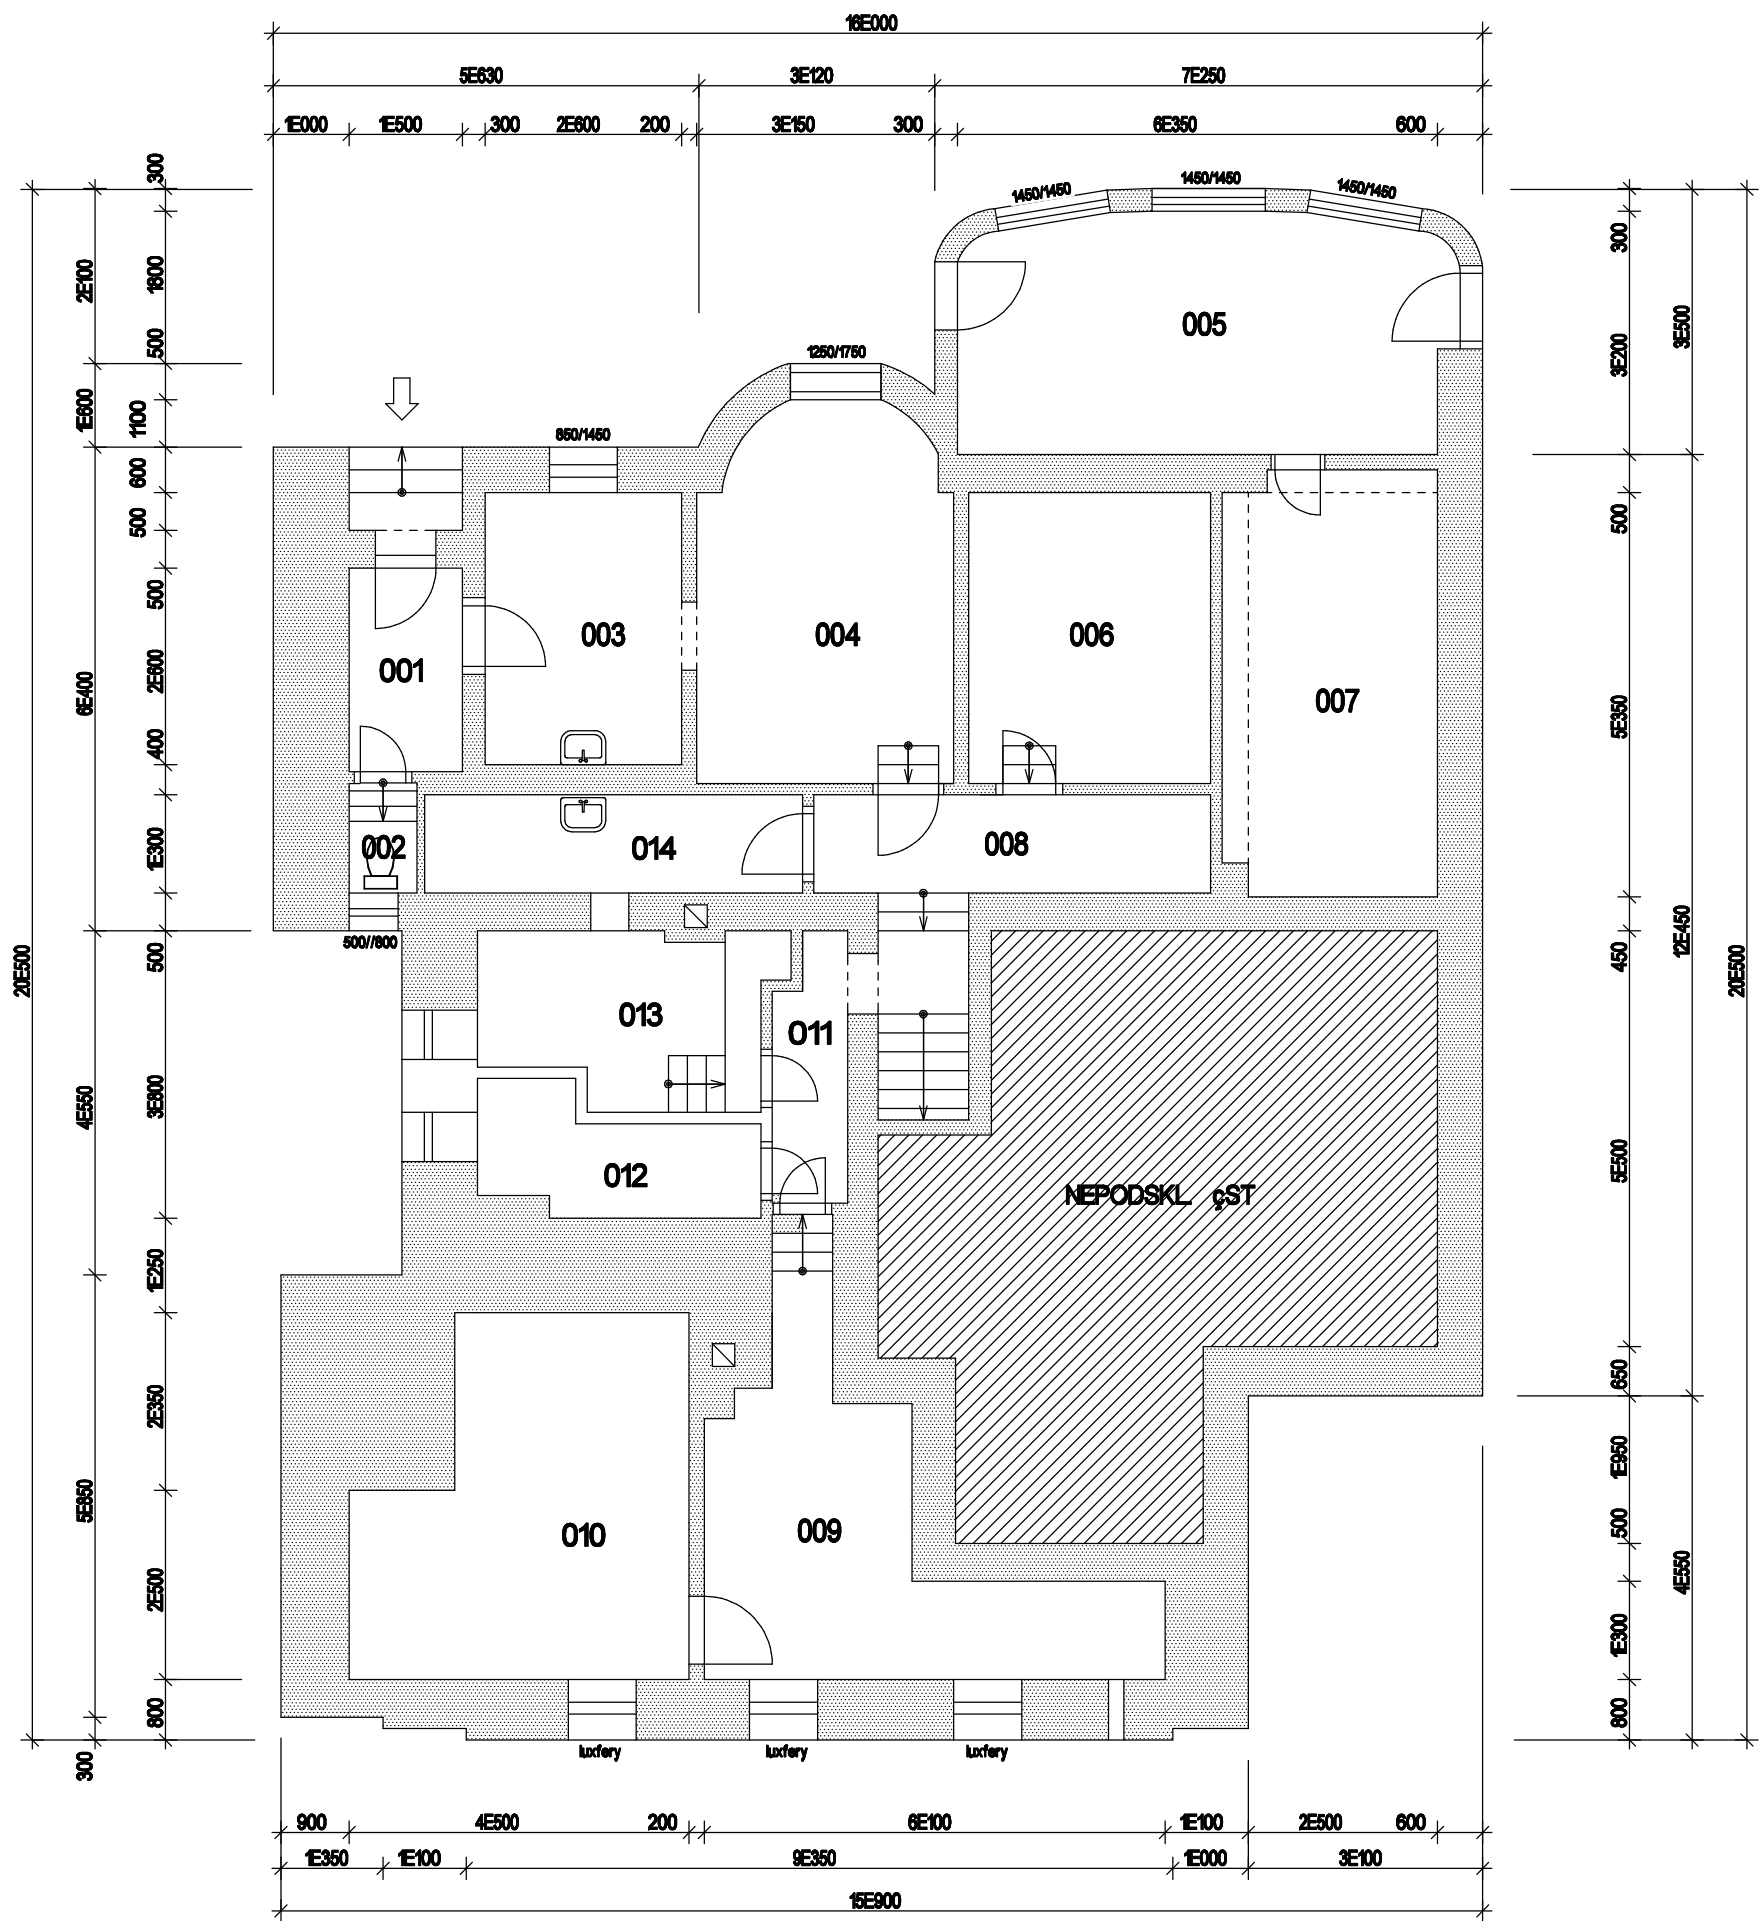 16E000
5E630 3E120 7E250
1E000 1E500 300 2E600 200 3E150 300 6E350 600
300
1450/1450 1450/1450 1450/1450
300
2E100 1800
005
3E500
500
3E200
1250/1750
1E600 1100
850/1450
600
500
500
500
003 004 006
001
2E600
007
6E400
5E350
400
1E300
002 014 008
500//800
20E500
500
450
12E450
20E500
013
011
3E800
4E550
5E500
012
NEPODSKL. çST
1E250
650
2E350
1E950
5E850
010 009
500
2E500
4E550
1E300
800
800
300
luxfery luxfery luxfery
900 4E500 200 6E100 1E100 2E500 600
1E350 1E100 9E350 1E000 3E100
15E900